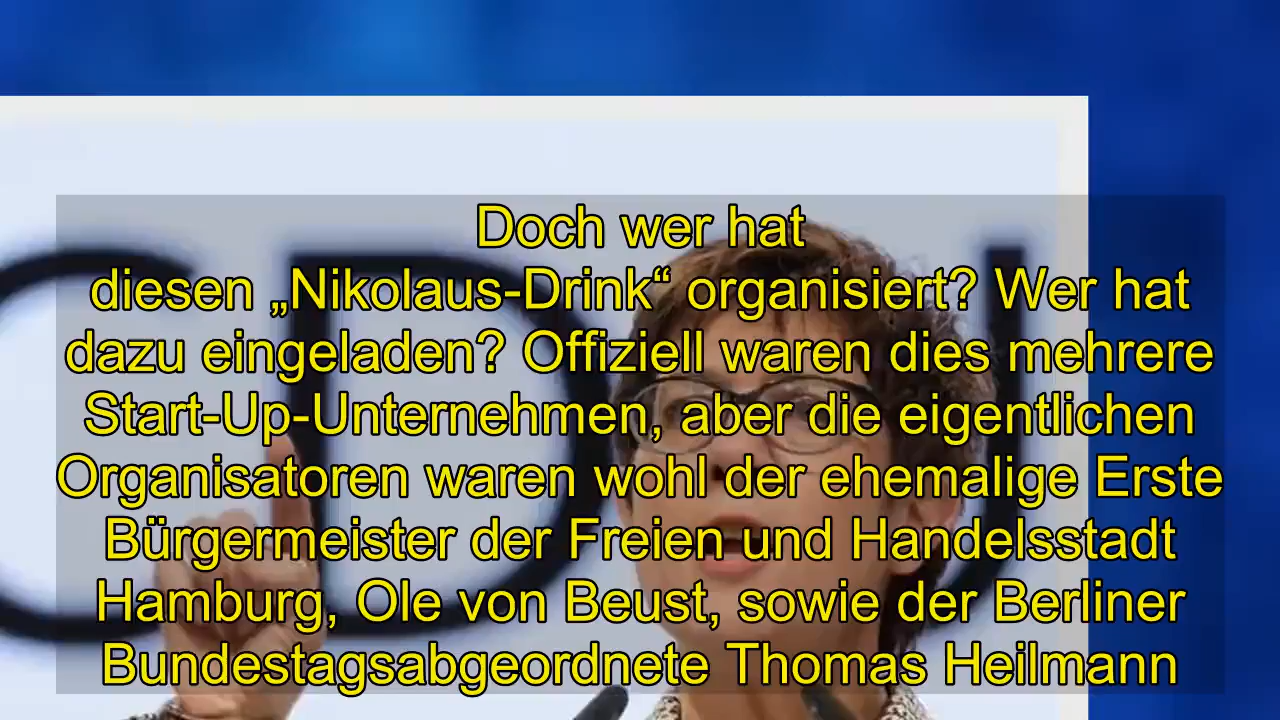 Doch wer hat
diesen „Nikolaus-Drink“ organisiert? Wer hat
dazu eingeladen? Offiziell waren dies mehrere
Start-Up-Unternehmen, aber die eigentlichen
Organisatoren waren wohl der ehemalige Erste
Bürgermeister der Freien und Handelsstadt
Hamburg, Ole von Beust, sowie der Berliner
Bundestagsabgeordnete Thomas Heilmann
CDU